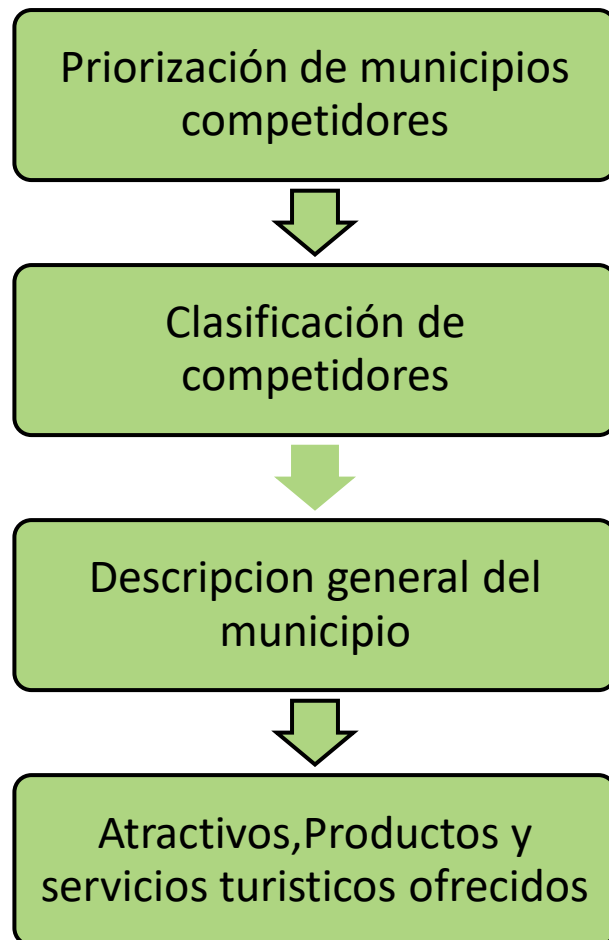 Priorización de municipios
competidores
Clasificación de
competidores
Descripcion general del
municipio
Atractivos,Productos y
servicios turisticos ofrecidos